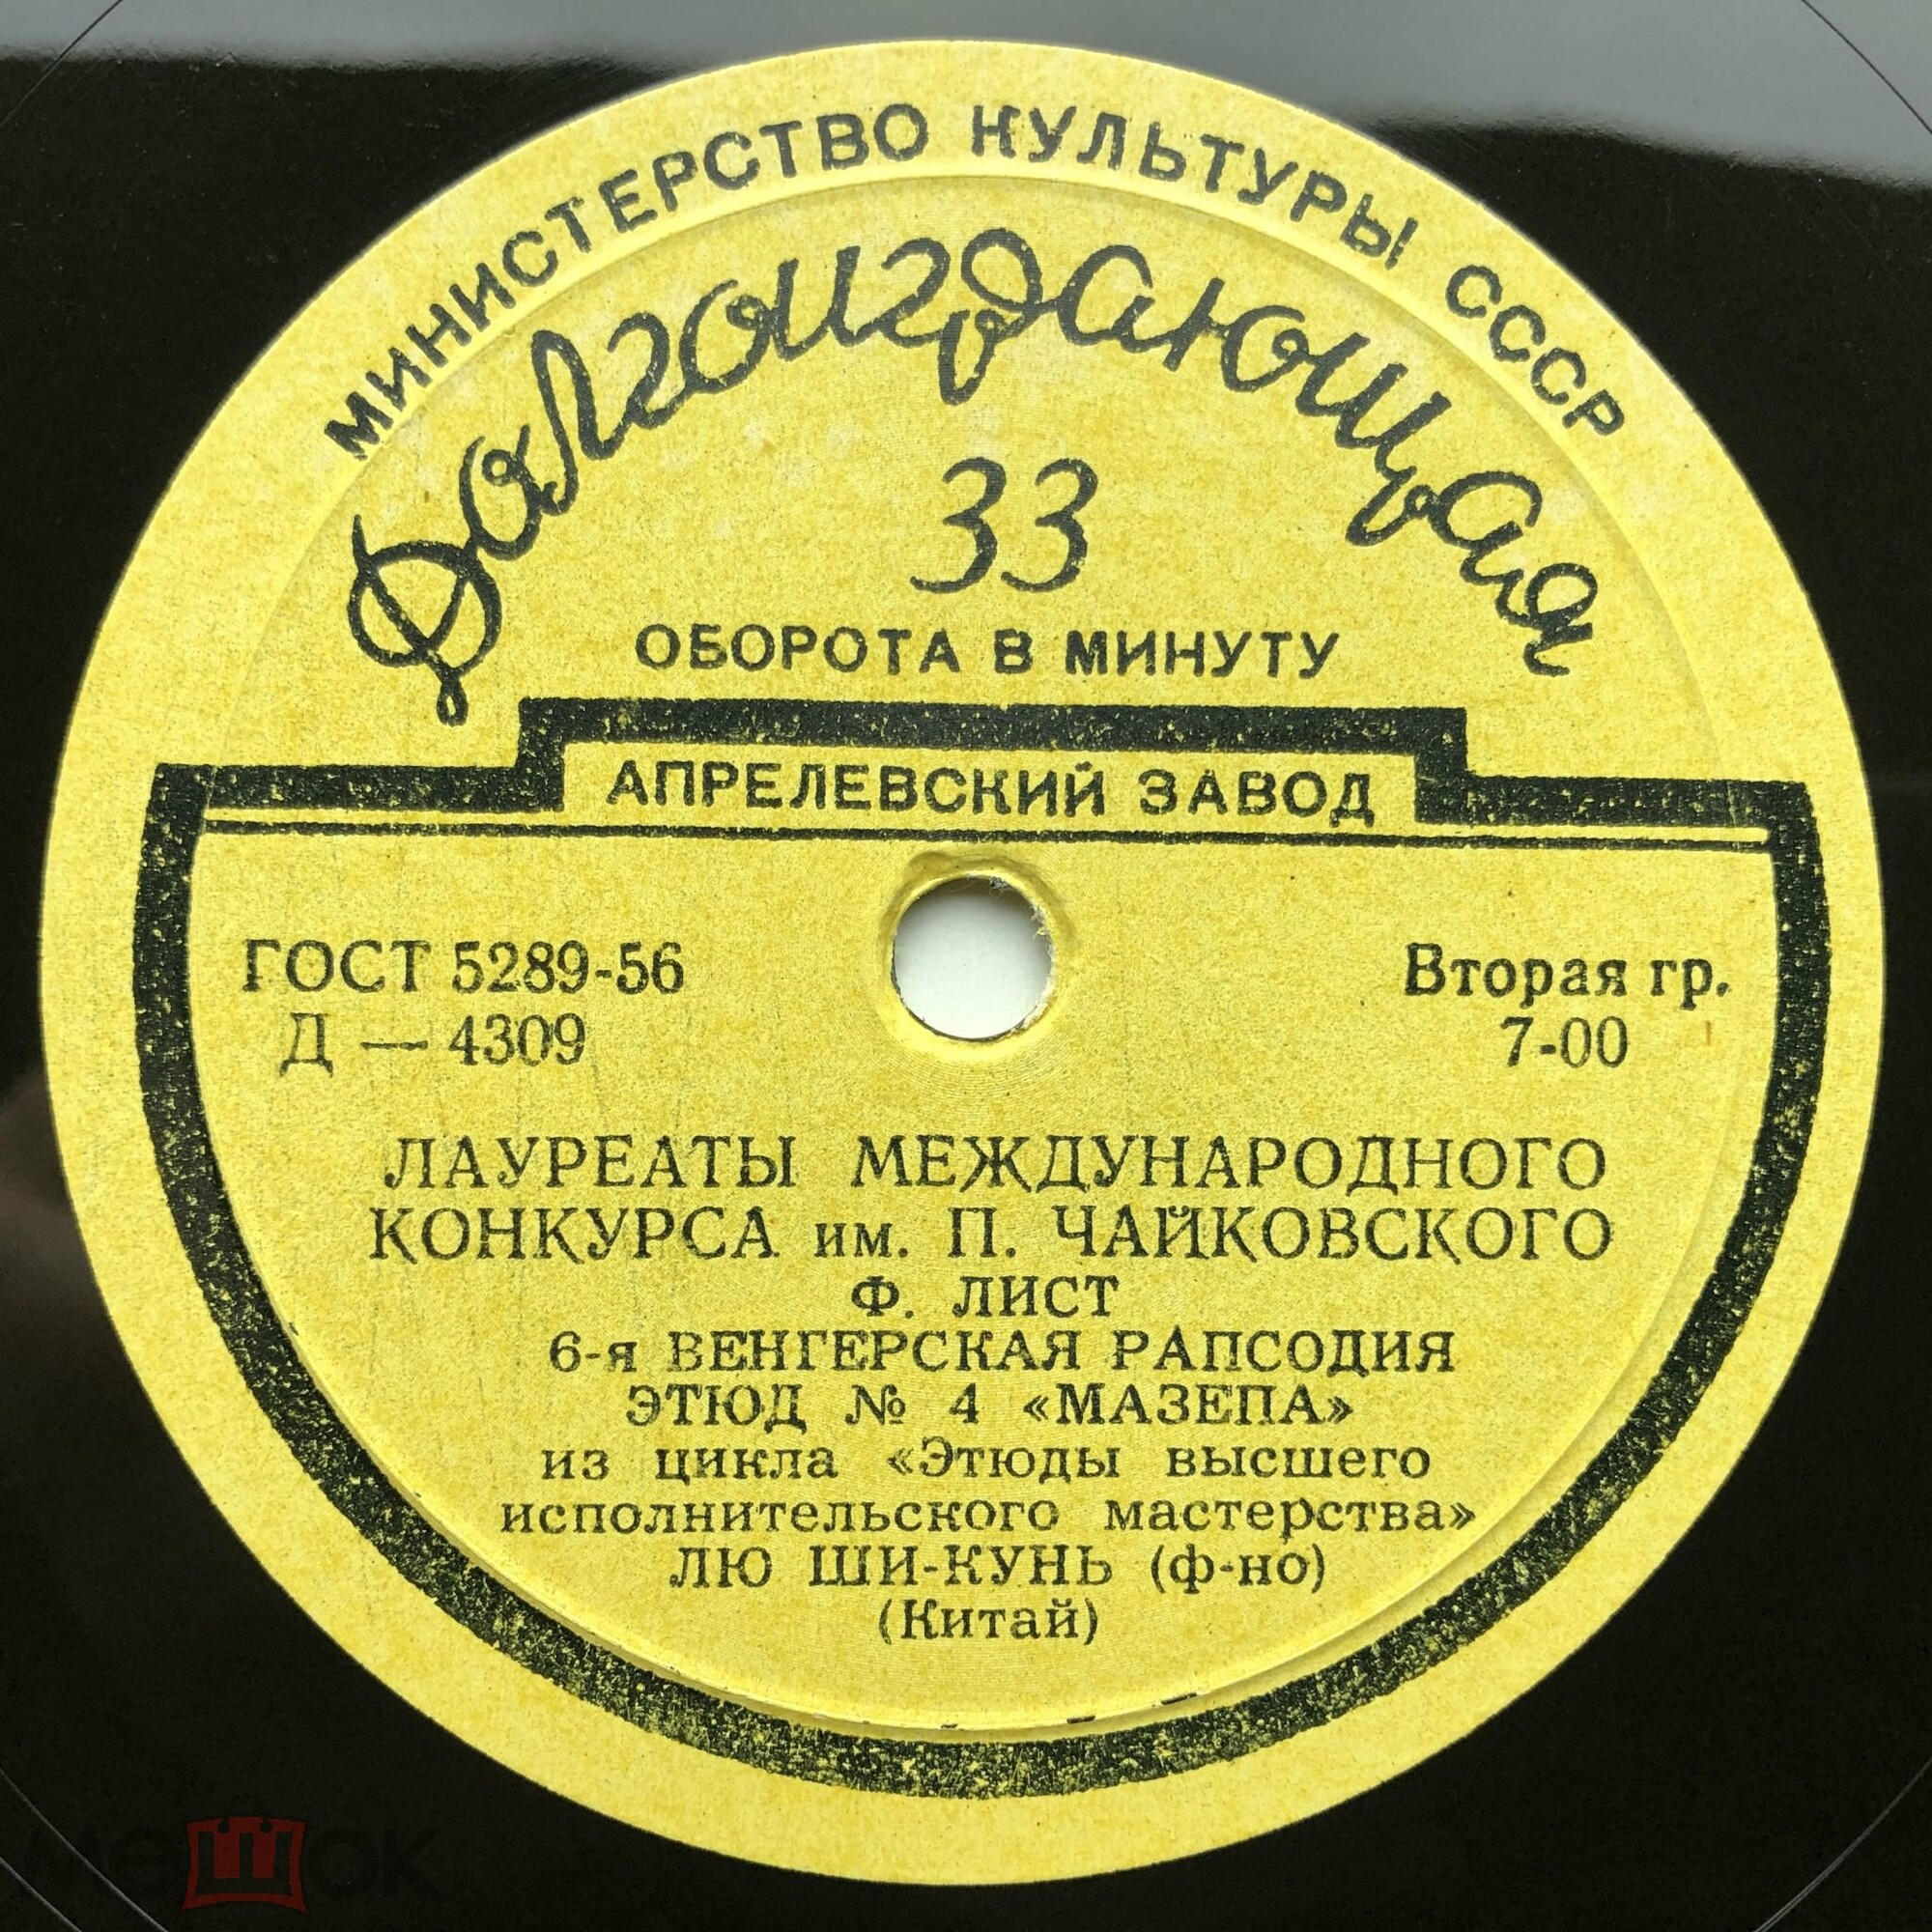 МИНИСТЕРСТВО КУЛЬТУРЫ СССР
Долгоиграющая
33
ОБОРОТА В МИНУТУ
АПРЕЛЕВСКИЙ ЗАВОД
ГОСТ 5289-56
Д — 4309
Вторая гр.
7-00
ЛАУРЕАТЫ МЕЖДУНАРОДНОГО
КОНКУРСА им. П. ЧАЙКОВСКОГО
Ф. ЛИСТ
6-я ВЕНГЕРСКАЯ РАПСОДИЯ
ЭТЮД № 4 «МАЗЕПА»
из цикла «Этюды высшего
исполнительского мастерства»
ЛЮ ШИ-КУНЬ (ф-но)
(Китай)
мешок